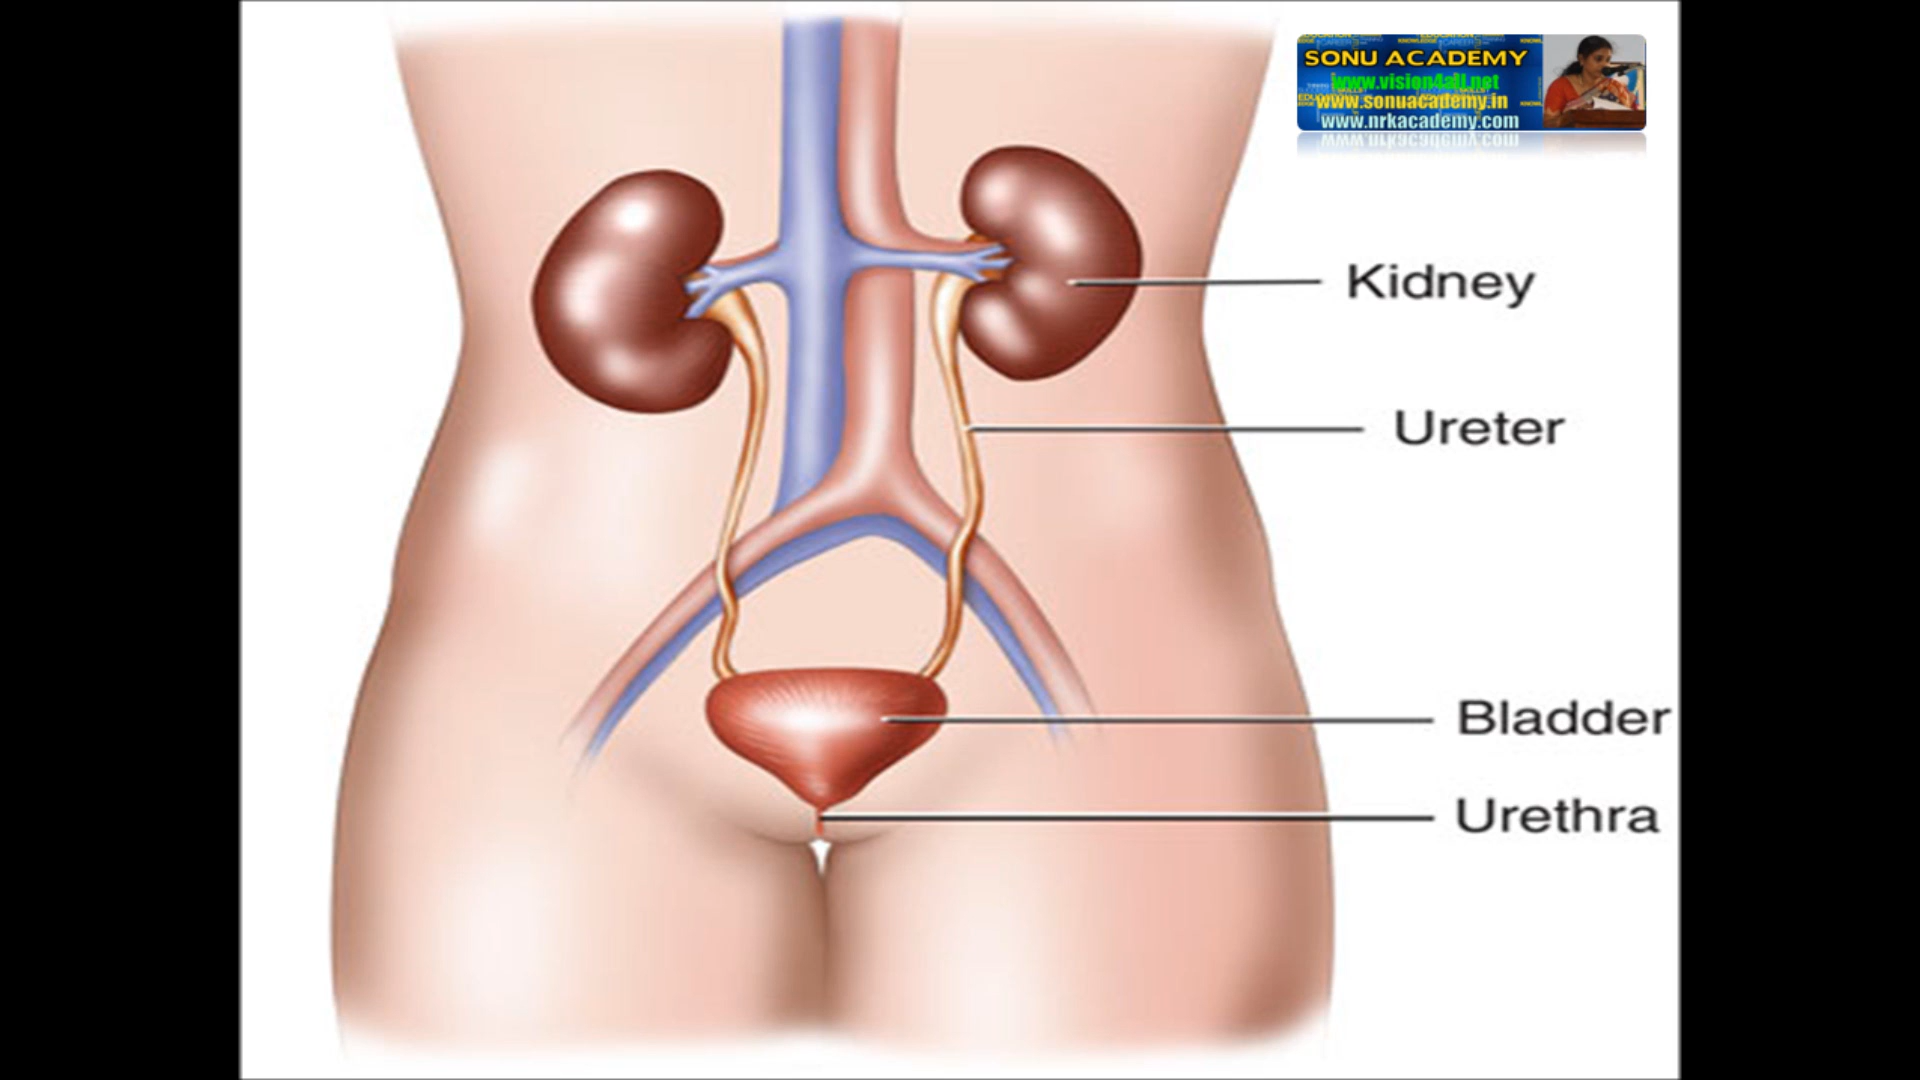 SONU ACADEMY
www.vision4all.net
www.sonuacademy.in
www.nrkacademy.com
Kidney
Ureter
Bladder
Urethra